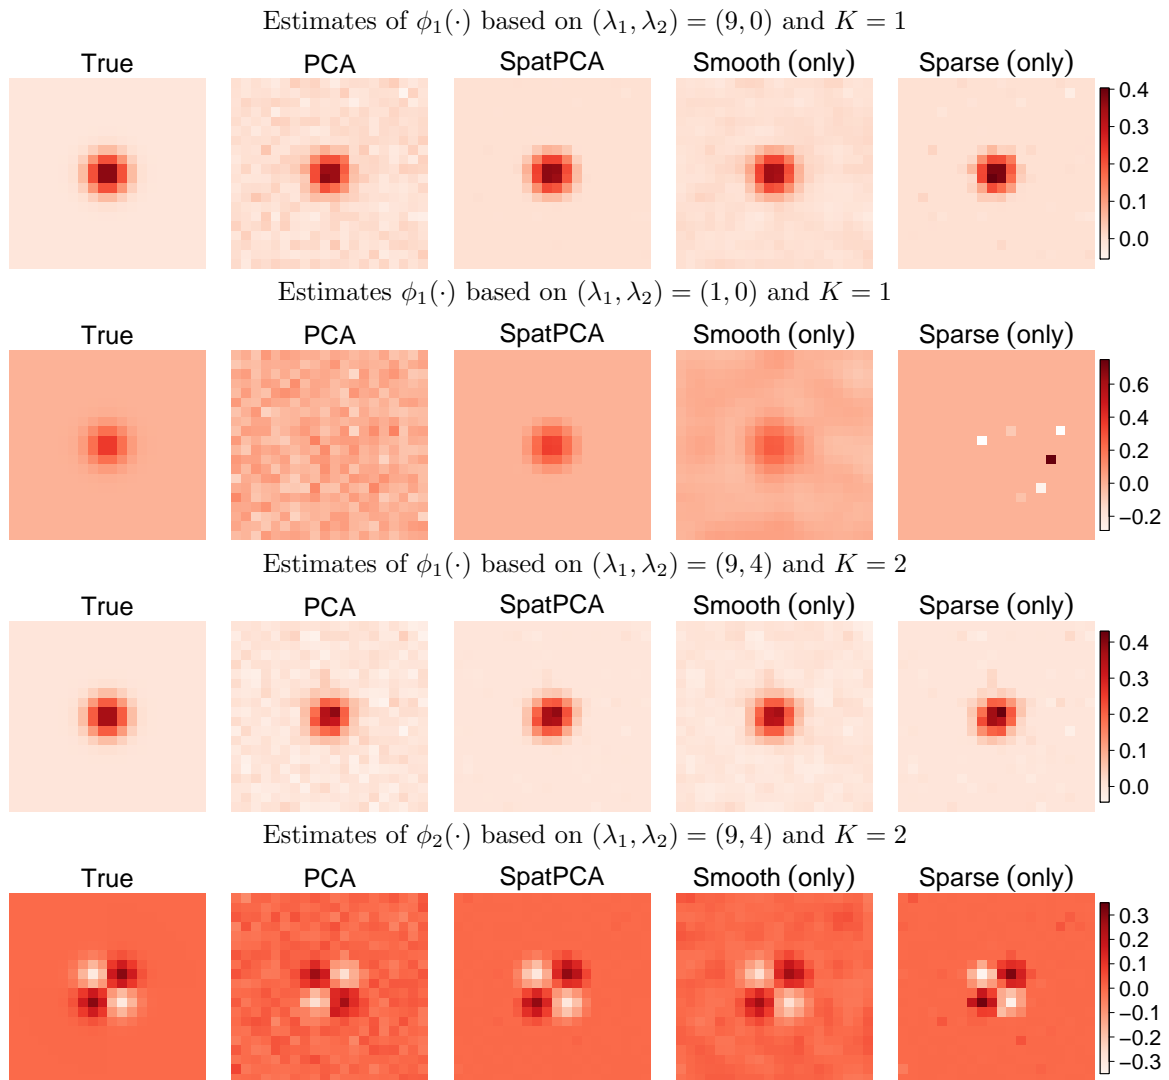 Estimates of ϕ₁(·) based on (λ₁, λ₂) = (9, 0) and K = 1
True PCA SpatPCA Smooth (only) Sparse (only)
0.4
0.3
0.2
0.1
0.0
Estimates ϕ₁(·) based on (λ₁, λ₂) = (1, 0) and K = 1
True PCA SpatPCA Smooth (only) Sparse (only)
0.6
0.4
0.2
0.0
−0.2
Estimates of ϕ₁(·) based on (λ₁, λ₂) = (9, 4) and K = 2
True PCA SpatPCA Smooth (only) Sparse (only)
0.4
0.3
0.2
0.1
0.0
Estimates of ϕ₂(·) based on (λ₁, λ₂) = (9, 4) and K = 2
True PCA SpatPCA Smooth (only) Sparse (only)
0.3
0.2
0.1
0.0
−0.1
−0.2
−0.3